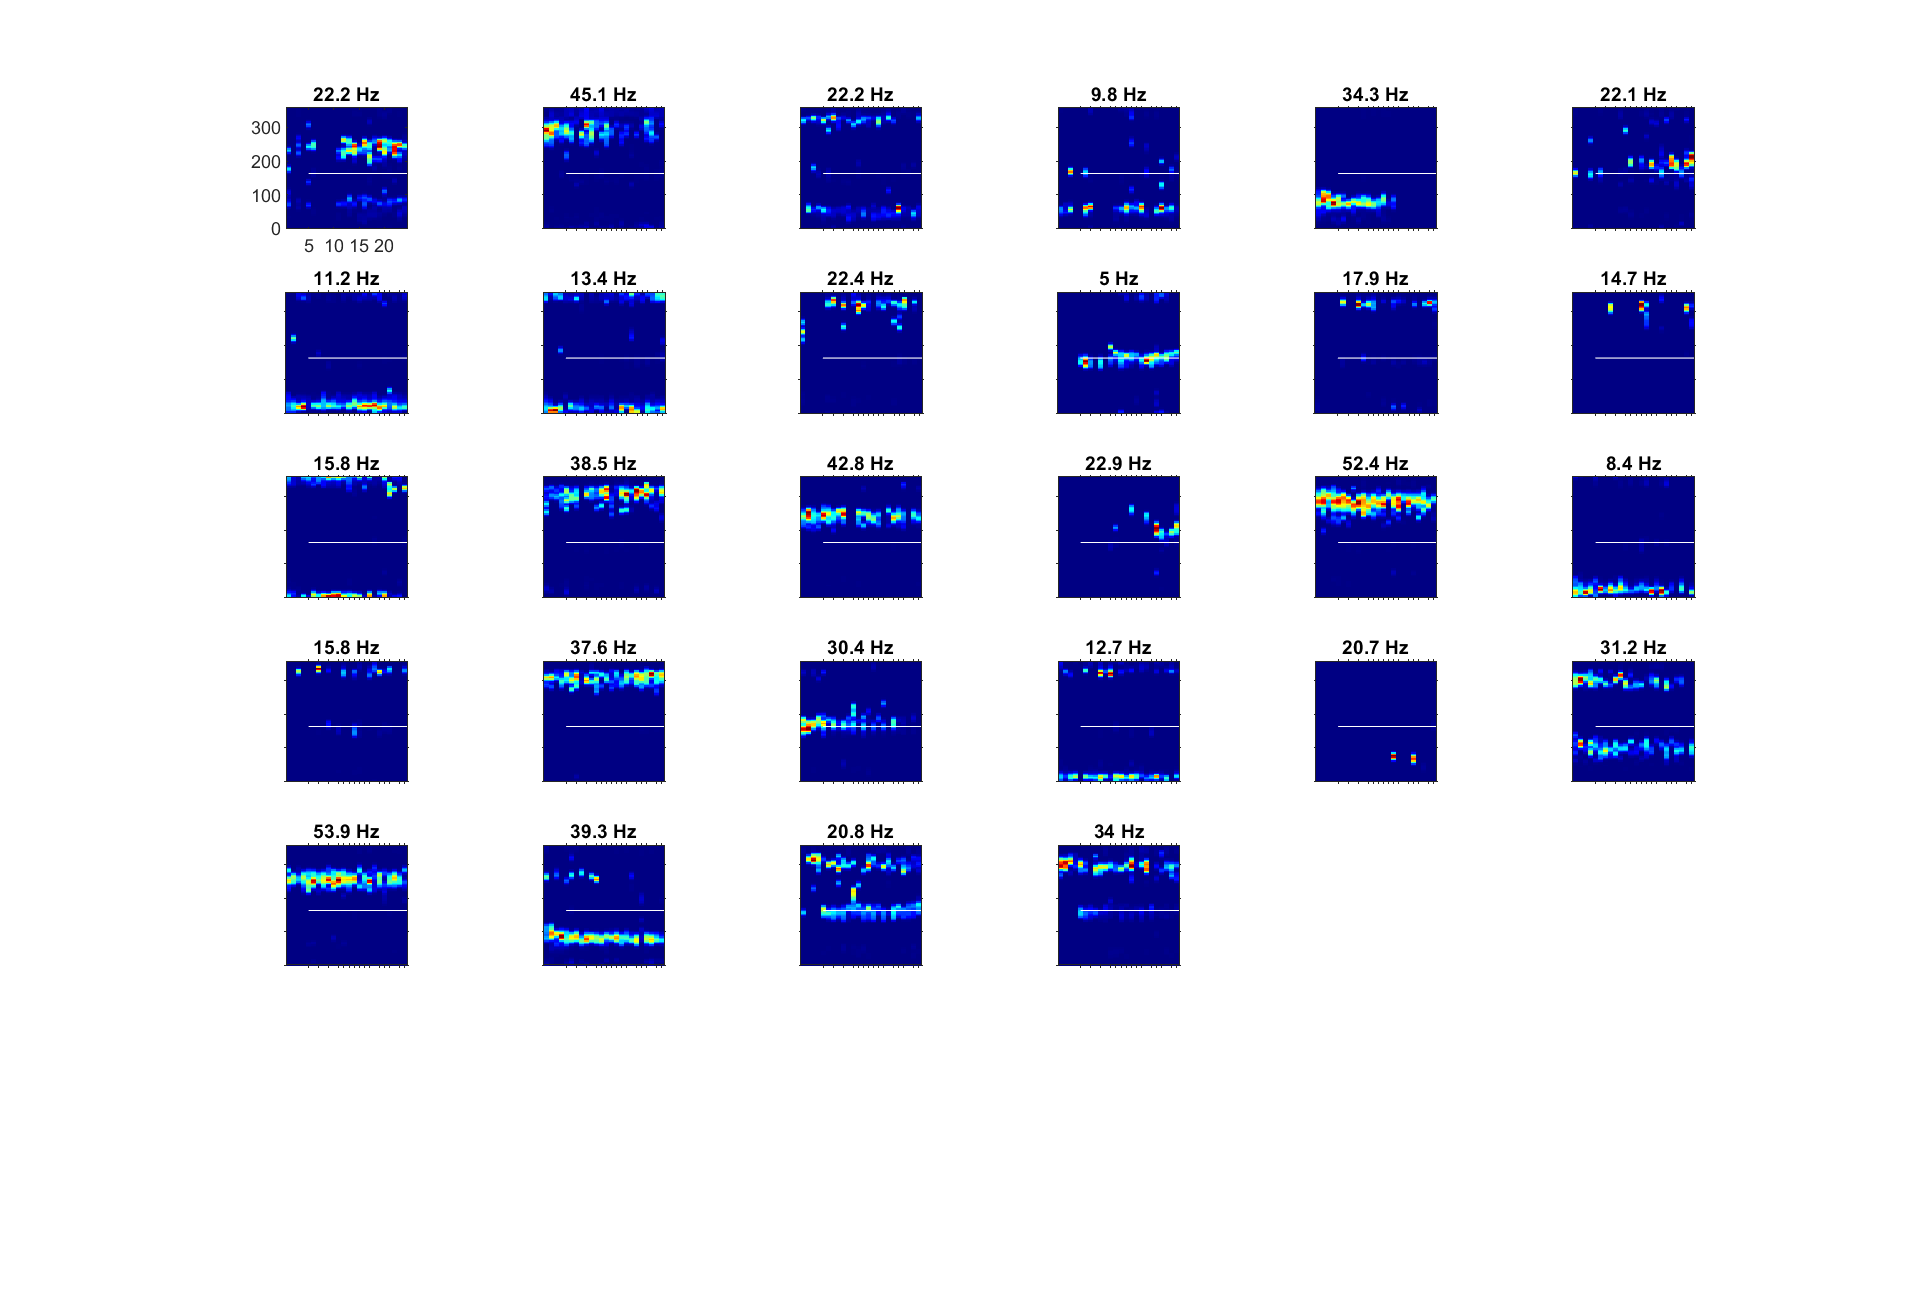 22.2 Hz 45.1 Hz 22.2 Hz 9.8 Hz 34.3 Hz 22.1 Hz
300
200
100
0
5 10 15 20
11.2 Hz 13.4 Hz 22.4 Hz 5 Hz 17.9 Hz 14.7 Hz
15.8 Hz 38.5 Hz 42.8 Hz 22.9 Hz 52.4 Hz 8.4 Hz
15.8 Hz 37.6 Hz 30.4 Hz 12.7 Hz 20.7 Hz 31.2 Hz
53.9 Hz 39.3 Hz 20.8 Hz 34 Hz